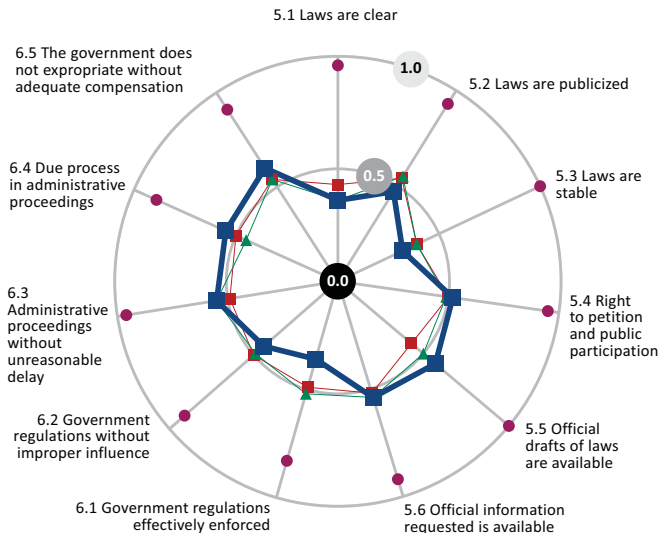 5.1 Laws are clear
1.0
5.2 Laws are publicized
5.3 Laws are
stable
5.4 Right
to petition
and public
participation
5.5 Official
drafts of laws
are available
5.6 Official information
requested is available
6.1 Government regulations
effectively enforced
6.2 Government
regulations without
improper influence
6.3
Administrative
proceedings
without
unreasonable
delay
6.4 Due process
in administrative
proceedings
6.5 The government does
not expropriate without
adequate compensation
0.5
0.0